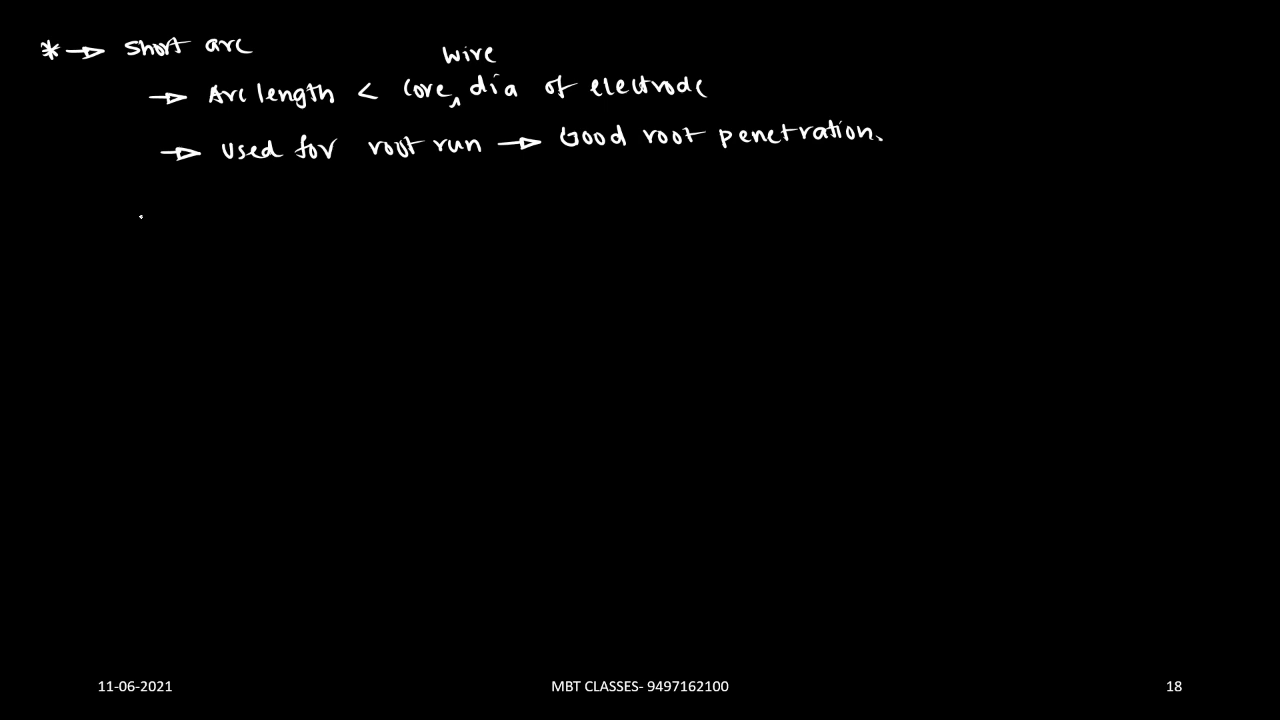 * → Short arc
wire
→ Arc length < core ‸ dia of electrode
→ Used for root run → Good root penetration.
11-06-2021
MBT CLASSES- 9497162100
18